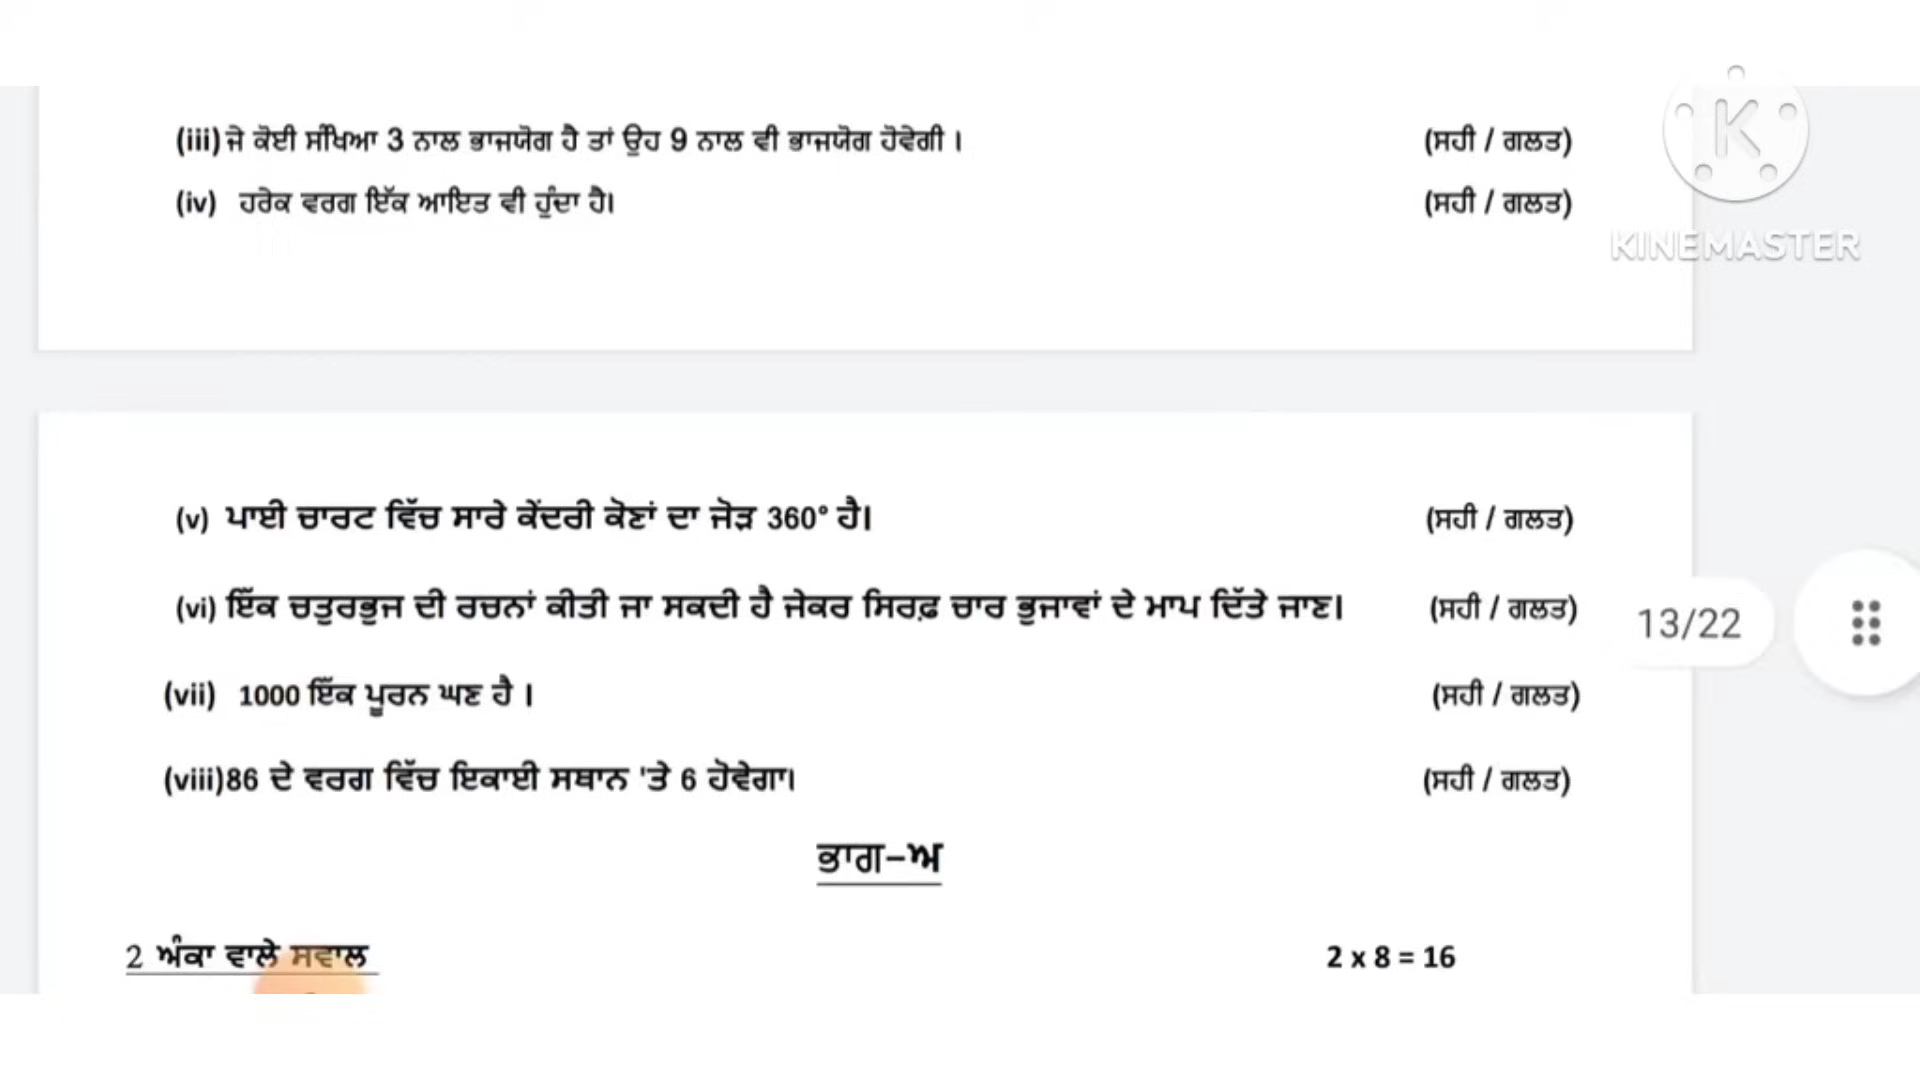 (iii) ਜੇ ਕੋਈ ਸੰਖਿਆ 3 ਨਾਲ ਭਾਜਯੋਗ ਹੈ ਤਾਂ ਉਹ 9 ਨਾਲ ਵੀ ਭਾਜਯੋਗ ਹੋਵੇਗੀ । (ਸਹੀ / ਗਲਤ)
(iv) ਹਰੇਕ ਵਰਗ ਇੱਕ ਆਇਤ ਵੀ ਹੁੰਦਾ ਹੈ। (ਸਹੀ / ਗਲਤ)
K
KINEMASTER
(v) ਪਾਈ ਚਾਰਟ ਵਿੱਚ ਸਾਰੇ ਕੇਂਦਰੀ ਕੋਣਾਂ ਦਾ ਜੋੜ 360° ਹੈ। (ਸਹੀ / ਗਲਤ)
(vi) ਇੱਕ ਚਤੁਰਭੁਜ ਦੀ ਰਚਨਾਂ ਕੀਤੀ ਜਾ ਸਕਦੀ ਹੈ ਜੇਕਰ ਸਿਰਫ਼ ਚਾਰ ਭੁਜਾਵਾਂ ਦੇ ਮਾਪ ਦਿੱਤੇ ਜਾਣ। (ਸਹੀ / ਗਲਤ)
13/22
(vii) 1000 ਇੱਕ ਪੂਰਨ ਘਣ ਹੈ । (ਸਹੀ / ਗਲਤ)
(viii) 86 ਦੇ ਵਰਗ ਵਿੱਚ ਇਕਾਈ ਸਥਾਨ 'ਤੇ 6 ਹੋਵੇਗਾ। (ਸਹੀ / ਗਲਤ)
ਭਾਗ–ਅ
2 ਅੰਕਾ ਵਾਲੇ ਸਵਾਲ 2 x 8 = 16